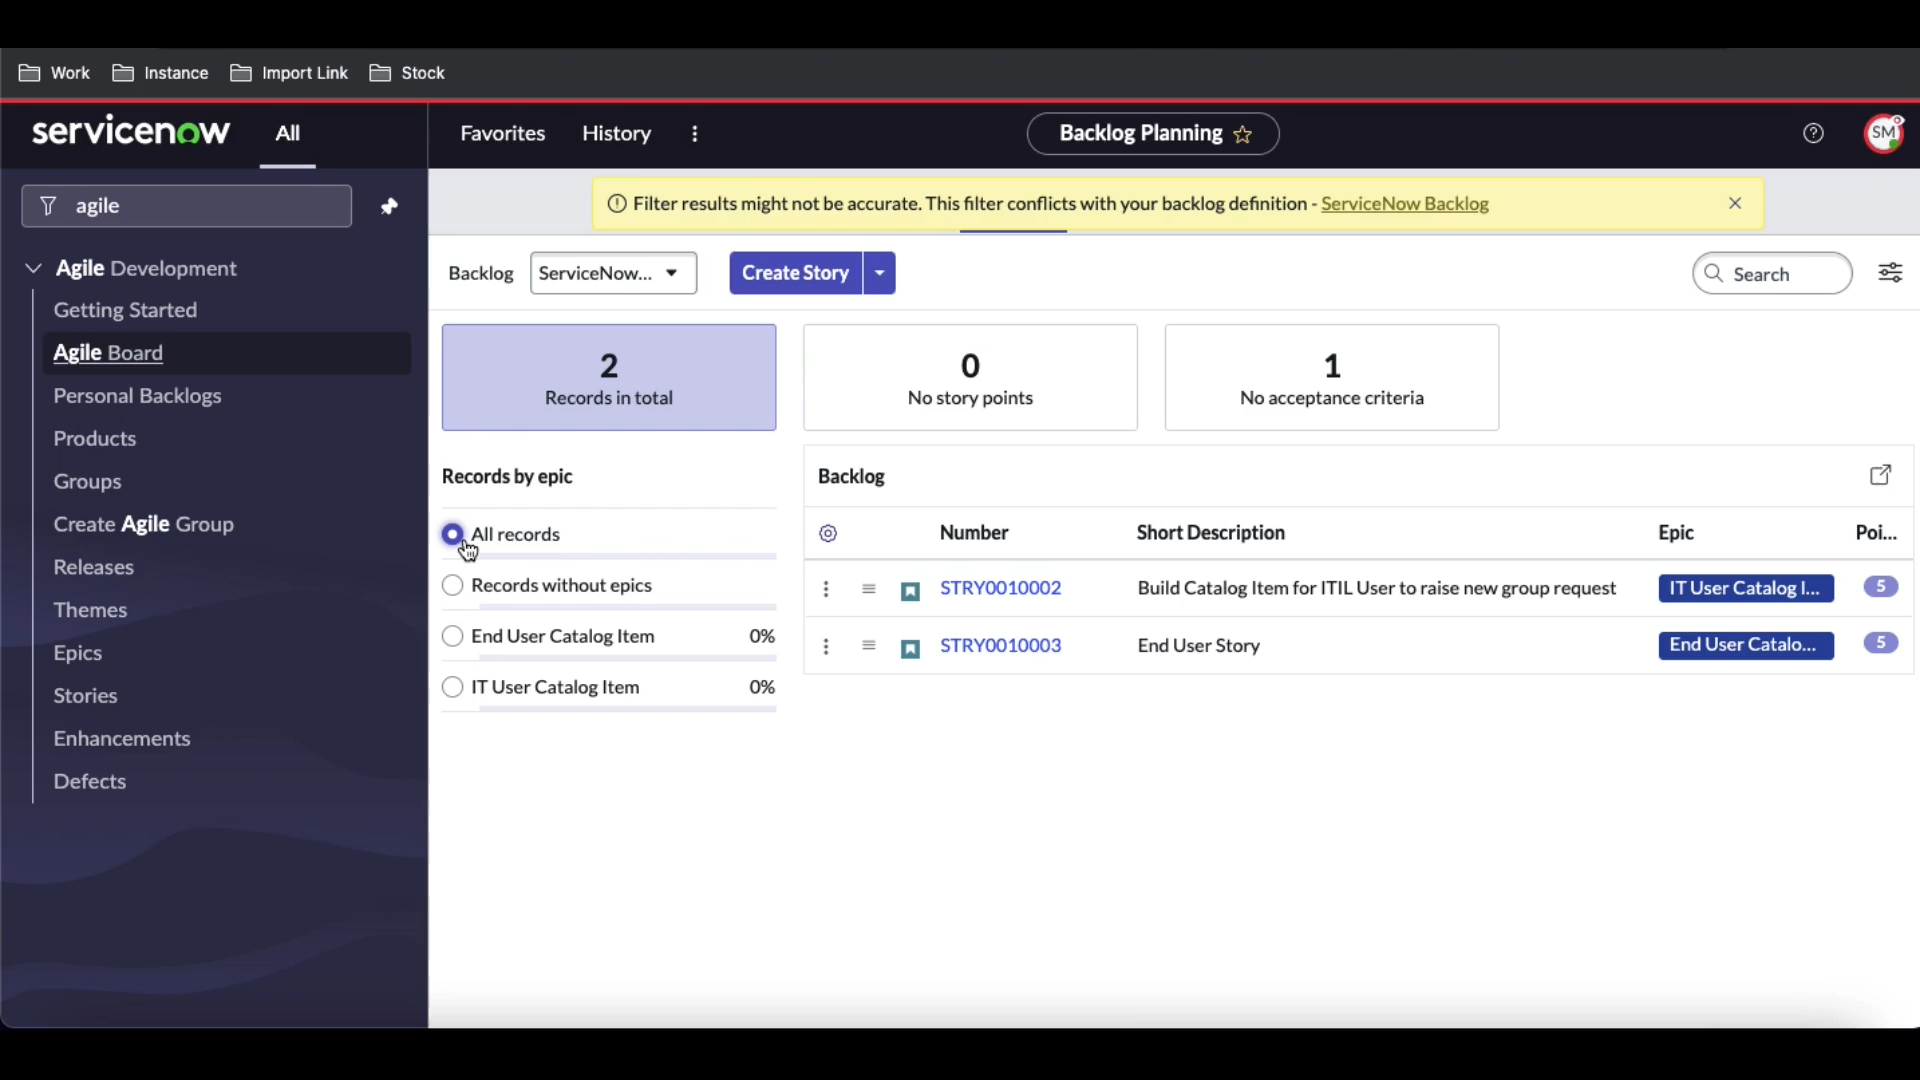 Work Instance Import Link Stock
servicenow All Favorites History Backlog Planning SM
agile
Filter results might not be accurate. This filter conflicts with your backlog definition - ServiceNow Backlog
Agile Development
Getting Started
Agile Board
Personal Backlogs
Products
Groups
Create Agile Group
Releases
Themes
Epics
Stories
Enhancements
Defects
Backlog ServiceNow... Create Story Search
2
Records in total
0
No story points
1
No acceptance criteria
Records by epic
All records
Records without epics
End User Catalog Item 0%
IT User Catalog Item 0%
Backlog
Number Short Description Epic Poi...
STRY0010002 Build Catalog Item for ITIL User to raise new group request IT User Catalog I... 5
STRY0010003 End User Story End User Catalo... 5